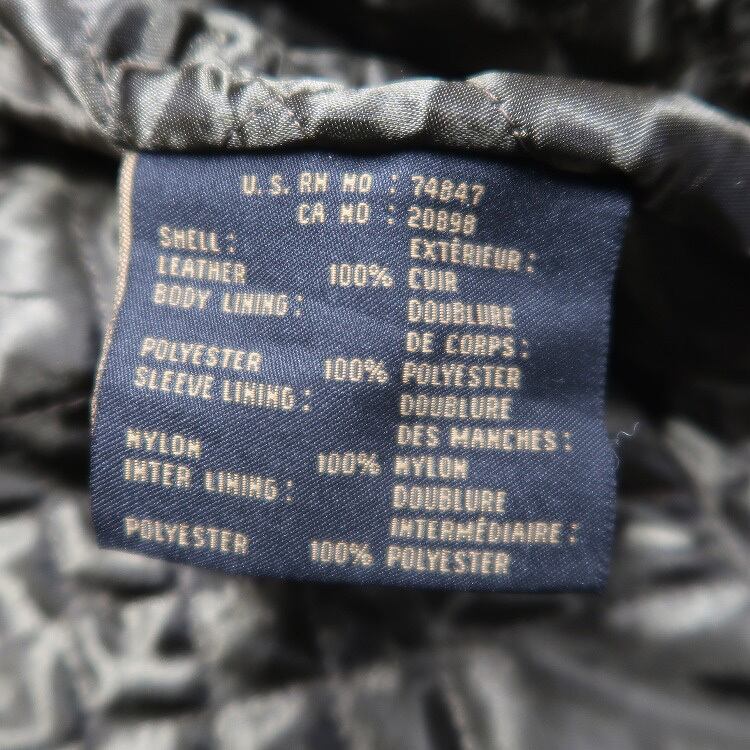 U.S. RN NO : 74847
CA NO : 20898
SHELL :
LEATHER 100%
BODY LINING :
POLYESTER 100%
SLEEVE LINING :
NYLON 100%
INTER LINING :
POLYESTER 100%
EXTÉRIEUR :
CUIR
DOUBLURE
DE CORPS :
POLYESTER
DOUBLURE
DES MANCHES :
NYLON
DOUBLURE
INTERMÉDIAIRE :
POLYESTER